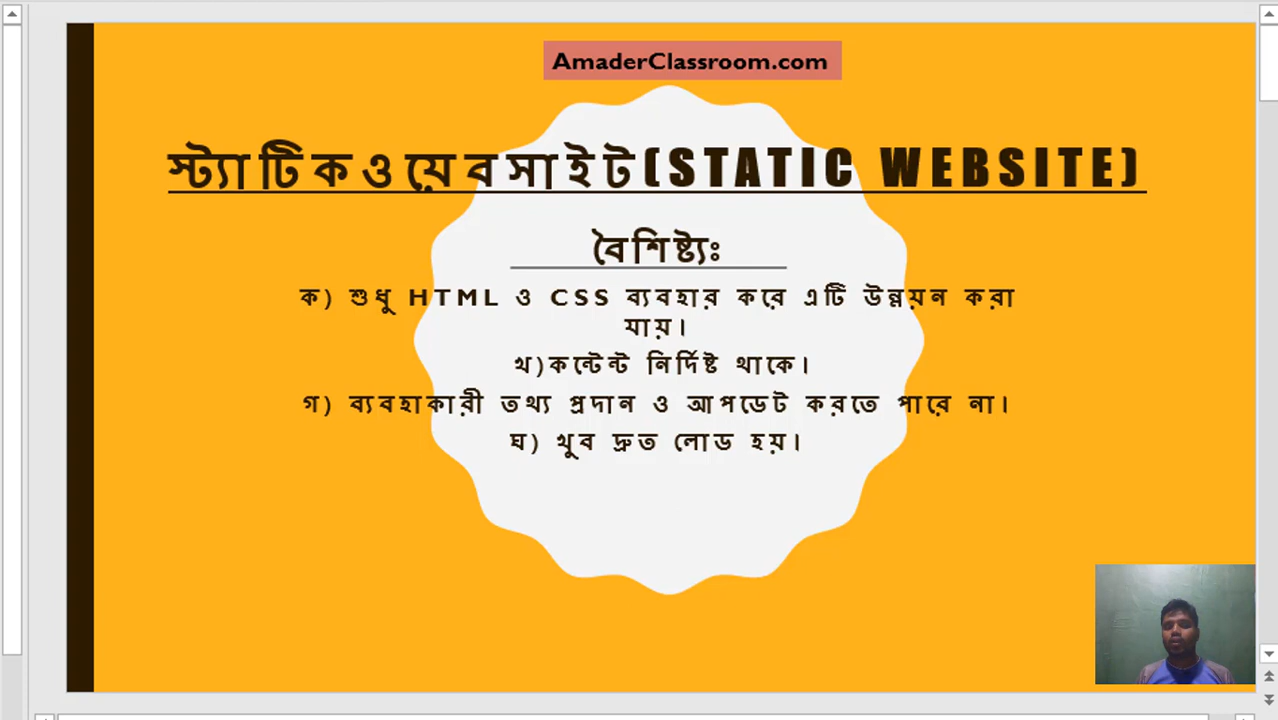 AmaderClassroom.com
স্ট্যাটিক ওয়েবসাইট(STATIC WEBSITE)
বৈশিষ্ট্যঃ
ক) শুধু HTML ও CSS ব্যবহার করে এটি উন্নয়ন করা
যায়।
খ)কন্টেন্ট নির্দিষ্ট থাকে।
গ) ব্যবহাকারী তথ্য প্রদান ও আপডেট করতে পারে না।
ঘ) খুব দ্রুত লোড হয়।